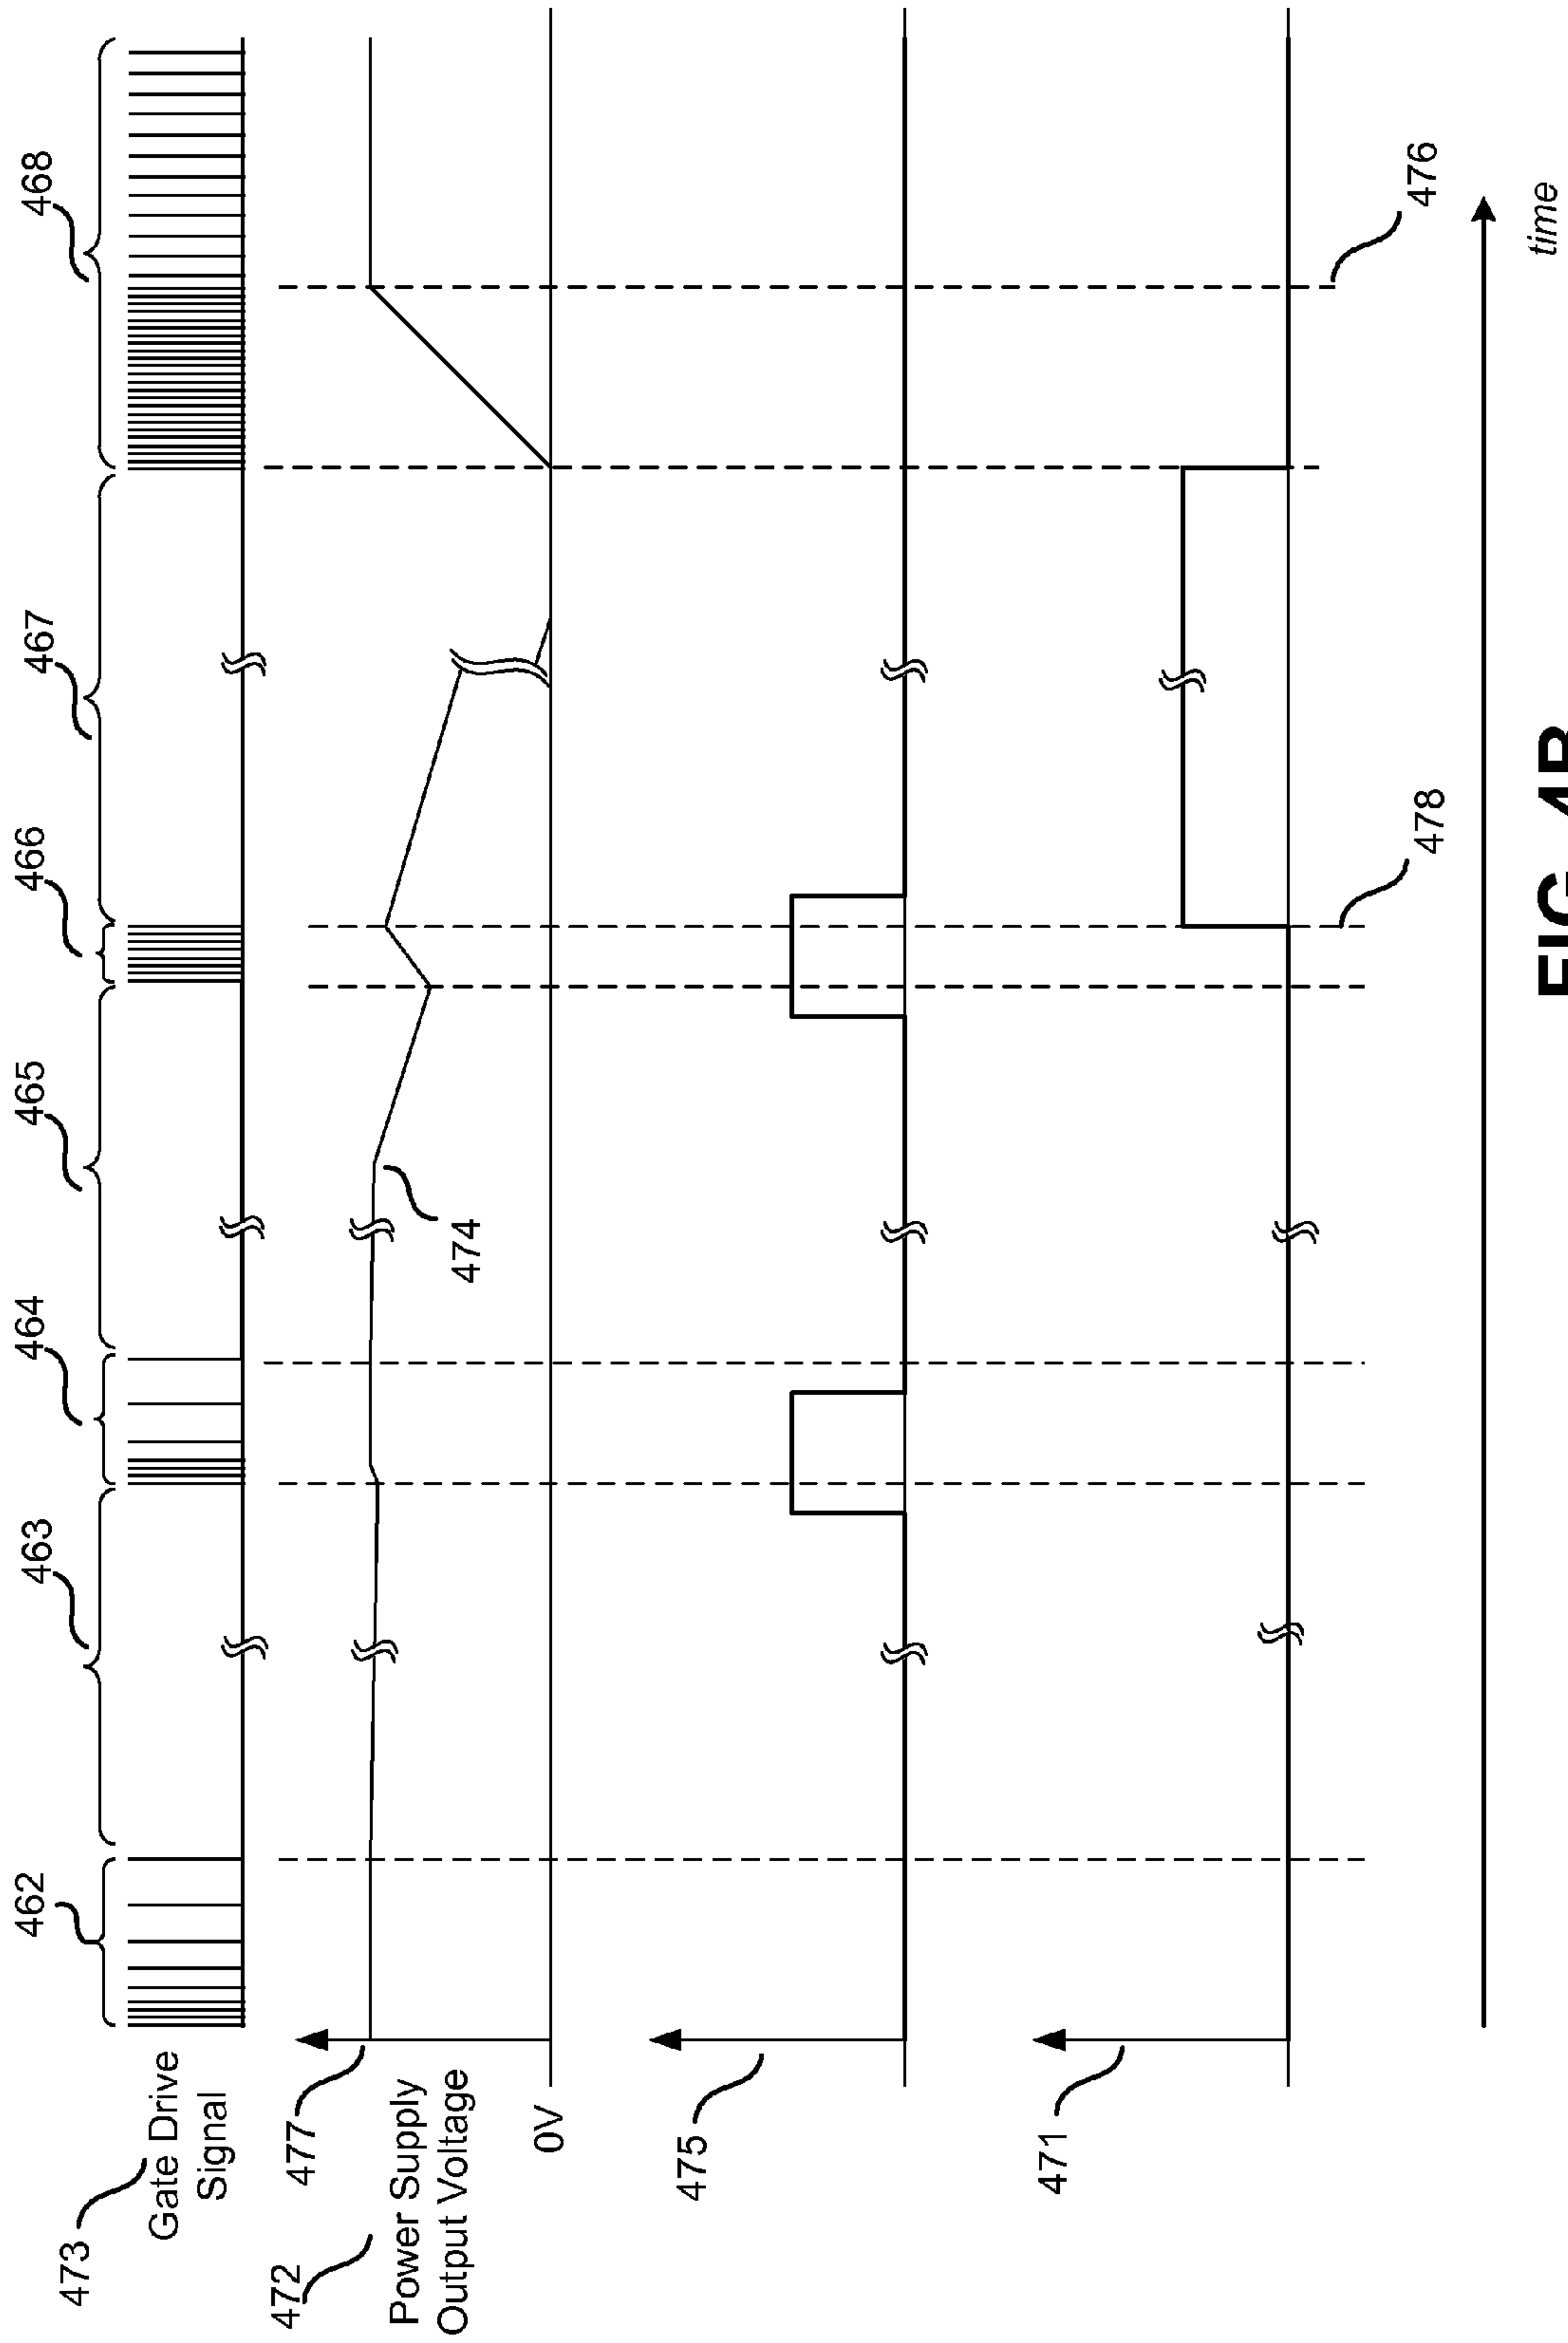 473
Gate Drive
Signal
462
463
464
465
466
467
468
472
477
Power Supply
Output Voltage
0V
474
475
471
478
476
time
FIG. 4B